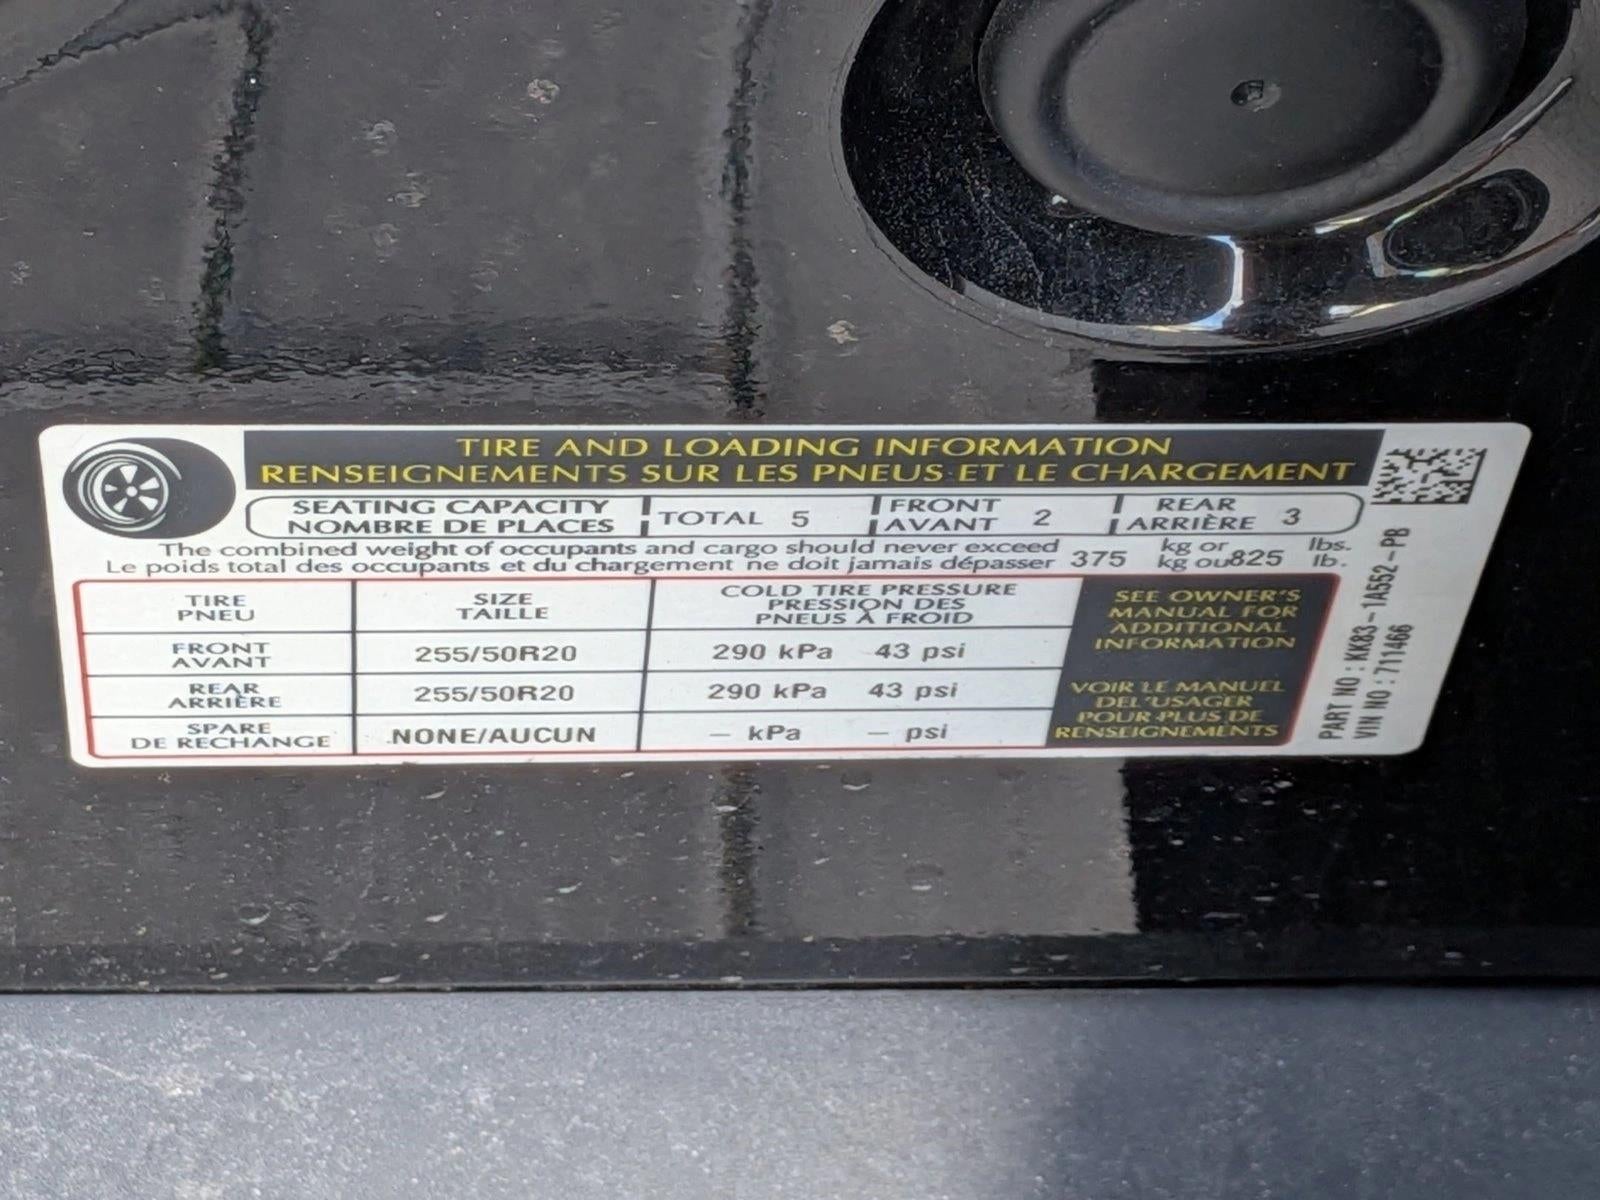 TIRE AND LOADING INFORMATION
RENSEIGNEMENTS SUR LES PNEUS ET LE CHARGEMENT
SEATING CAPACITY
NOMBRE DE PLACES
TOTAL 5
FRONT
AVANT 2
REAR
ARRIÈRE 3
The combined weight of occupants and cargo should never exceed 375 kg or 825 lbs.
Le poids total des occupants et du chargement ne doit jamais dépasser kg ou lb.
TIRE
PNEU
SIZE
TAILLE
COLD TIRE PRESSURE
PRESSION DES
PNEUS À FROID
FRONT
AVANT
255/50R20
290 kPa 43 psi
REAR
ARRIÈRE
255/50R20
290 kPa 43 psi
SPARE
DE RECHANGE
NONE/AUCUN
– kPa – psi
SEE OWNER'S
MANUAL FOR
ADDITIONAL
INFORMATION
VOIR LE MANUEL
DEL'USAGER
POUR PLUS DE
RENSEIGNEMENTS
PART NO : KK83-1A552-PB
VIN NO : 711466